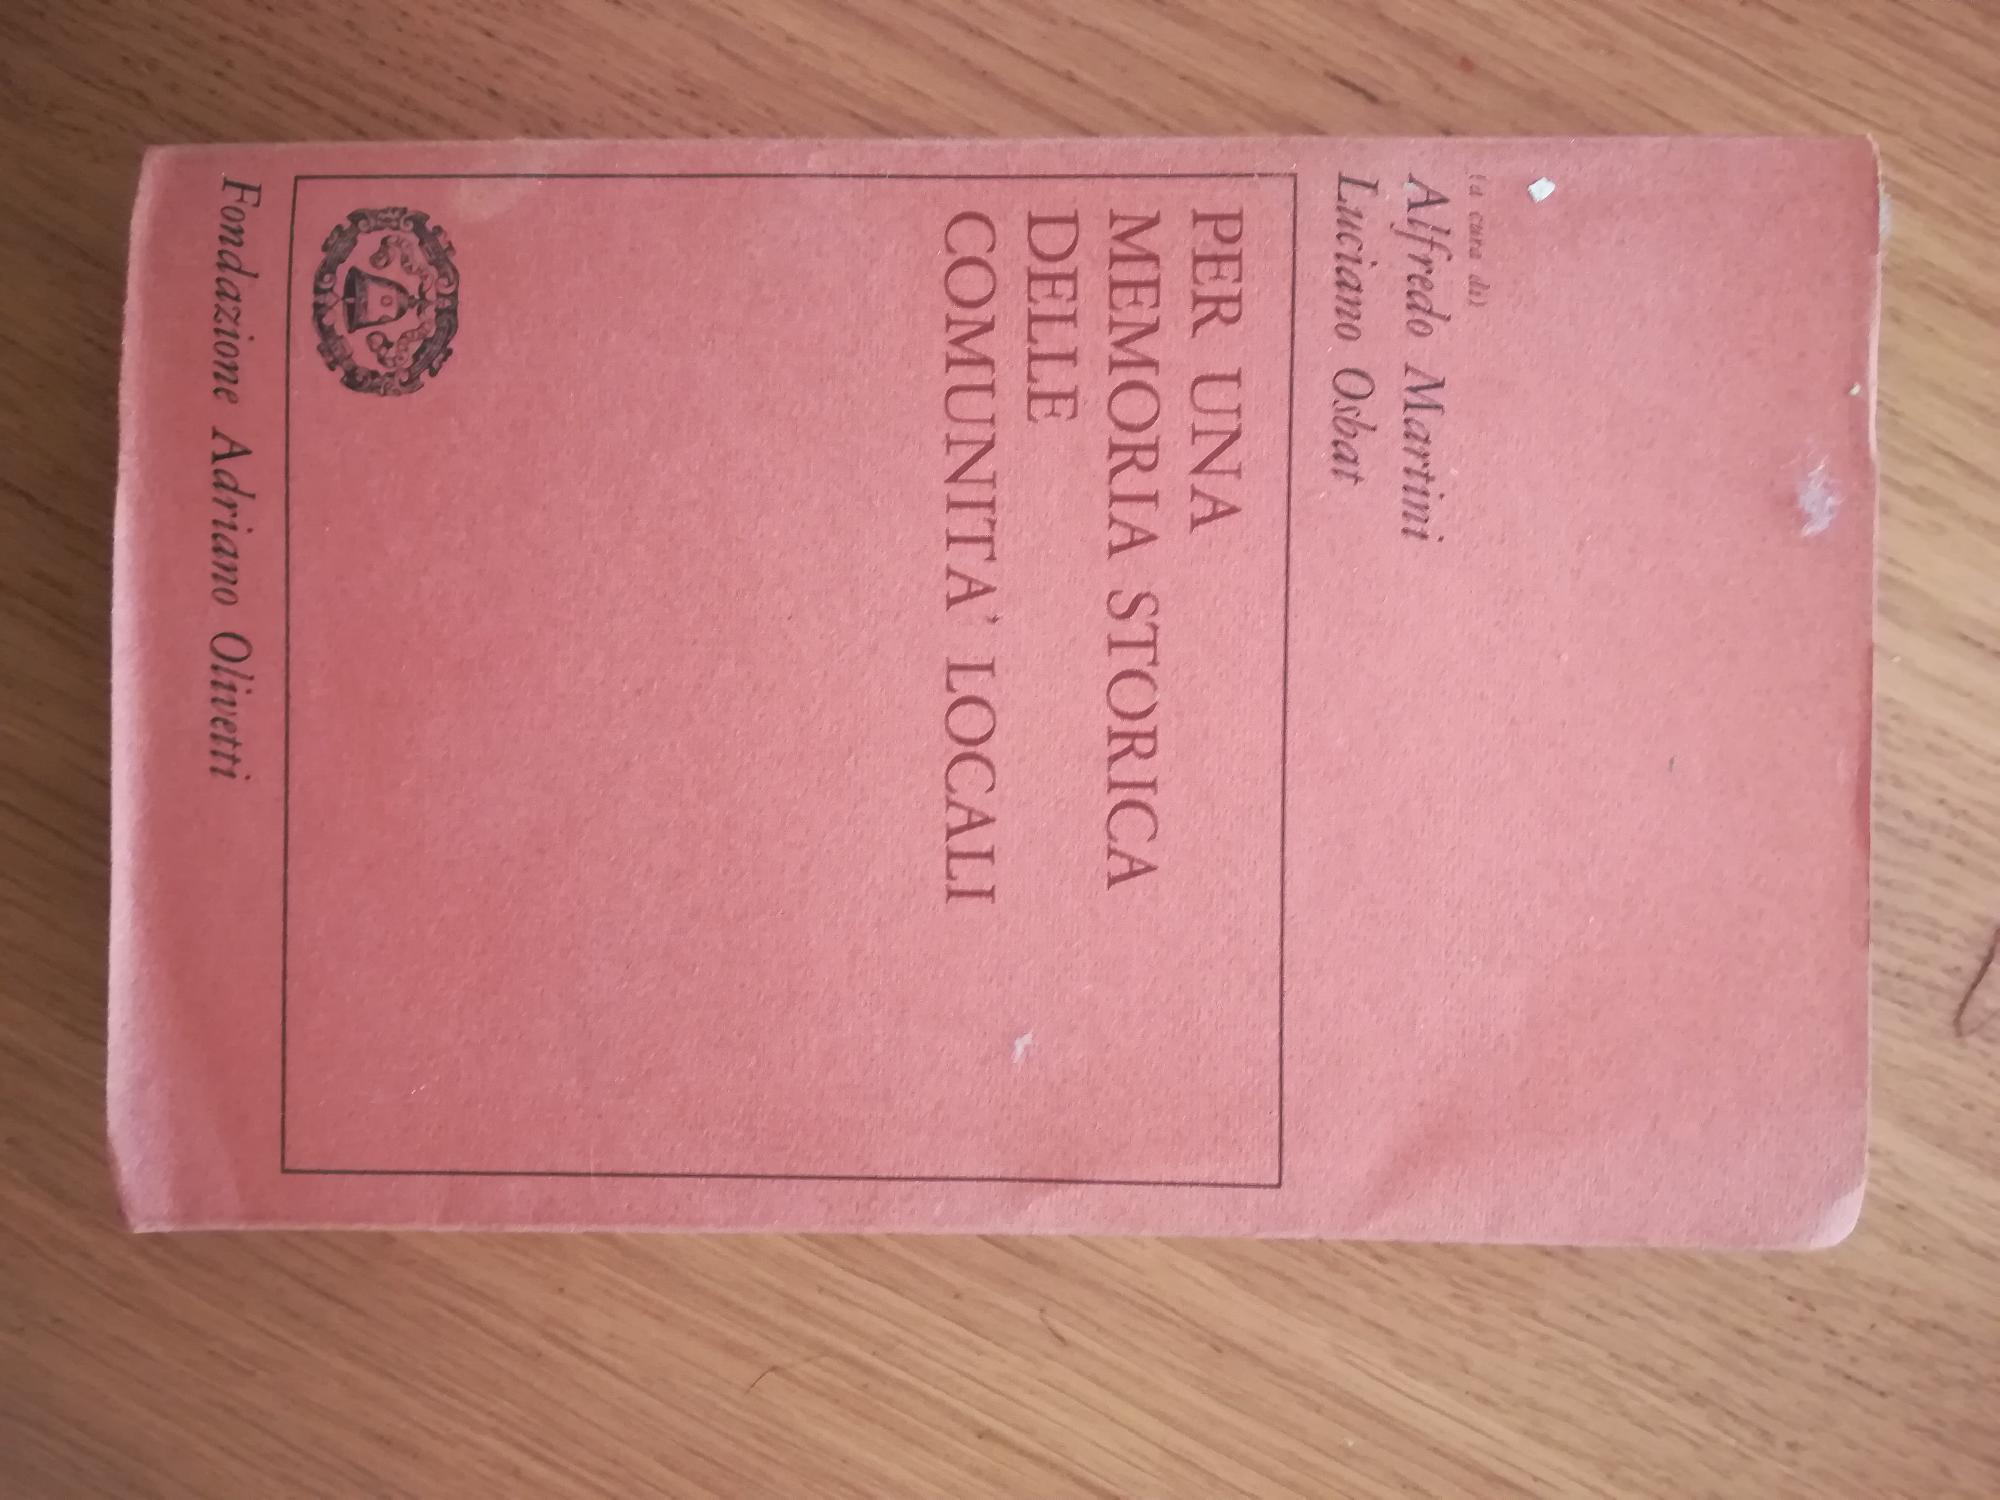 (a cura di)
Alfredo Martini
Luciano Osbat
PER UNA
MEMORIA STORICA
DELLE
COMUNITA' LOCALI
Fondazione Adriano Olivetti